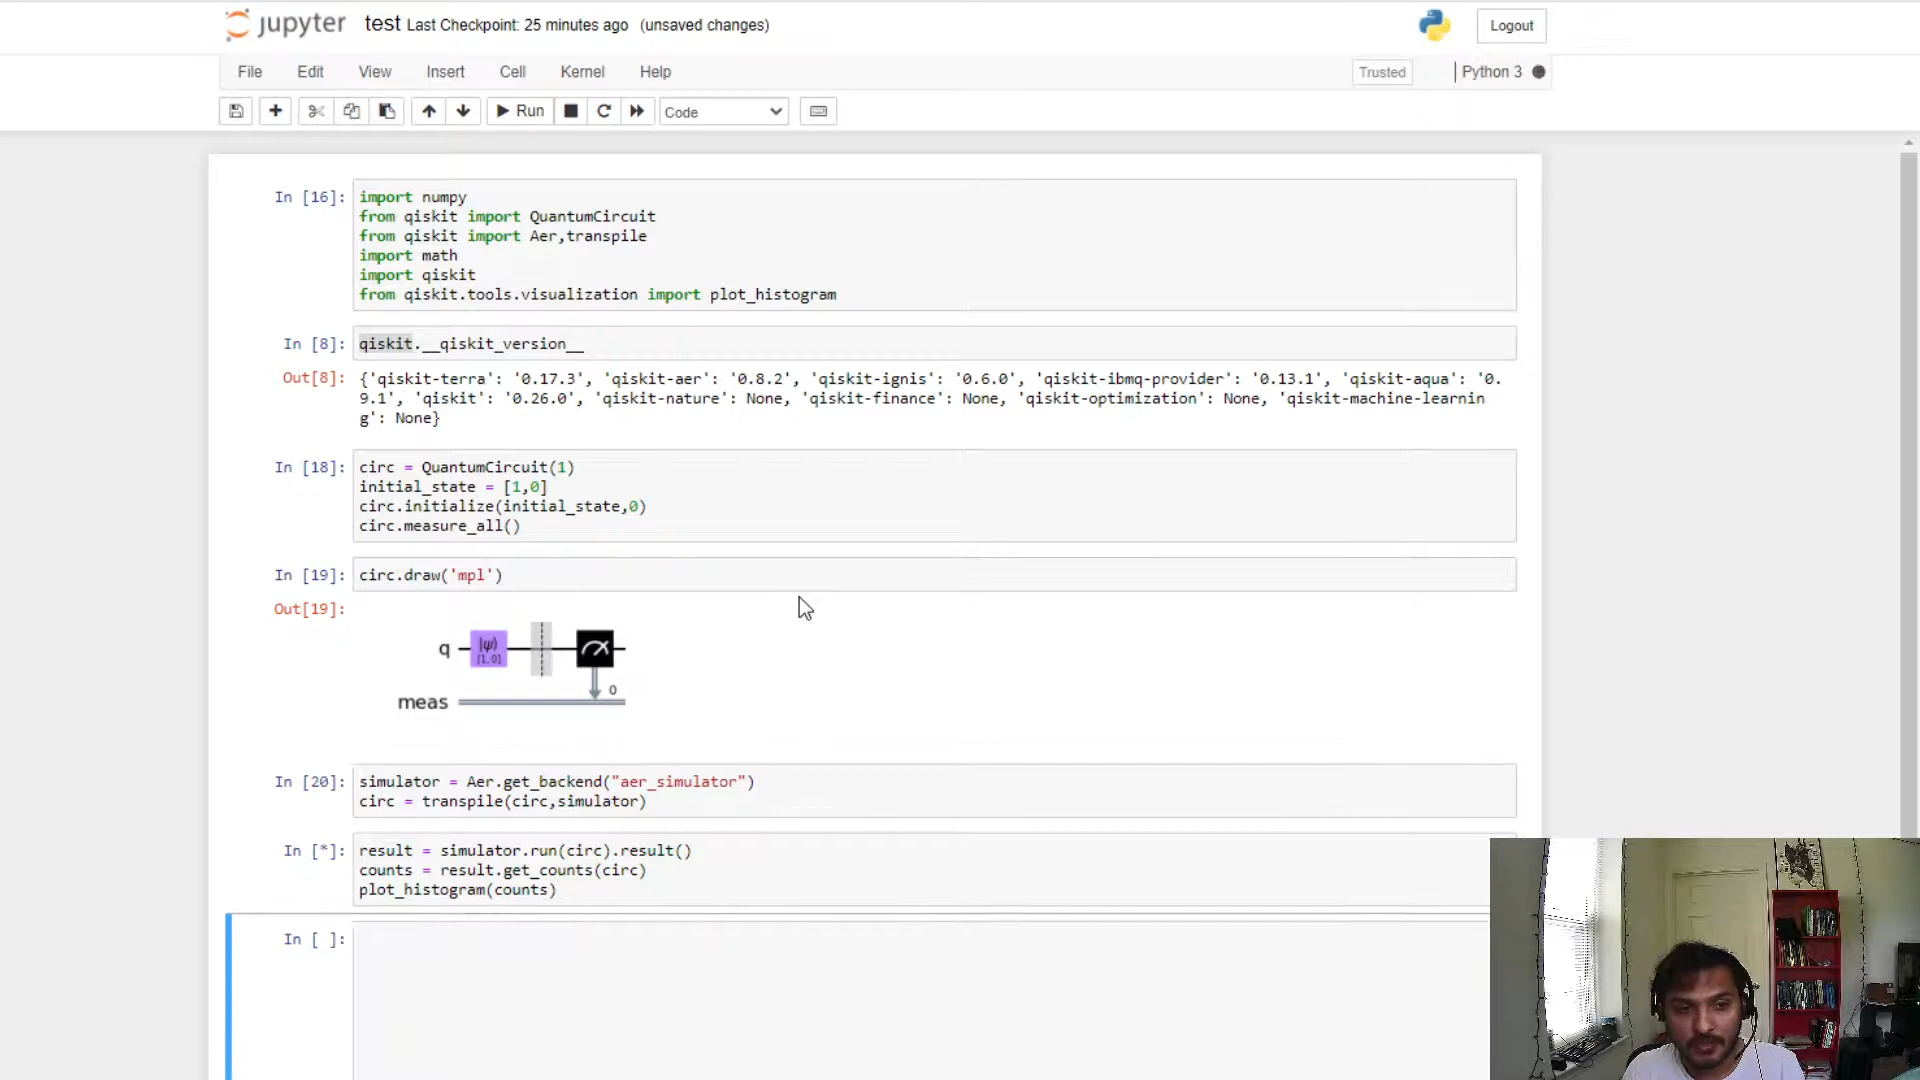 jupyter test Last Checkpoint: 25 minutes ago (unsaved changes) Logout
File Edit View Insert Cell Kernel Help Trusted Python 3
Run Code
In [16]: import numpy
from qiskit import QuantumCircuit
from qiskit import Aer,transpile
import math
import qiskit
from qiskit.tools.visualization import plot_histogram
In [8]: qiskit.__qiskit_version__
Out[8]: {'qiskit-terra': '0.17.3', 'qiskit-aer': '0.8.2', 'qiskit-ignis': '0.6.0', 'qiskit-ibmq-provider': '0.13.1', 'qiskit-aqua': '0.
9.1', 'qiskit': '0.26.0', 'qiskit-nature': None, 'qiskit-finance': None, 'qiskit-optimization': None, 'qiskit-machine-learnin
g': None}
In [18]: circ = QuantumCircuit(1)
initial_state = [1,0]
circ.initialize(initial_state,0)
circ.measure_all()
In [19]: circ.draw('mpl')
Out[19]:
q |ψ⟩
[1,0]
0
meas
In [20]: simulator = Aer.get_backend("aer_simulator")
circ = transpile(circ,simulator)
In [*]: result = simulator.run(circ).result()
counts = result.get_counts(circ)
plot_histogram(counts)
In [ ]: